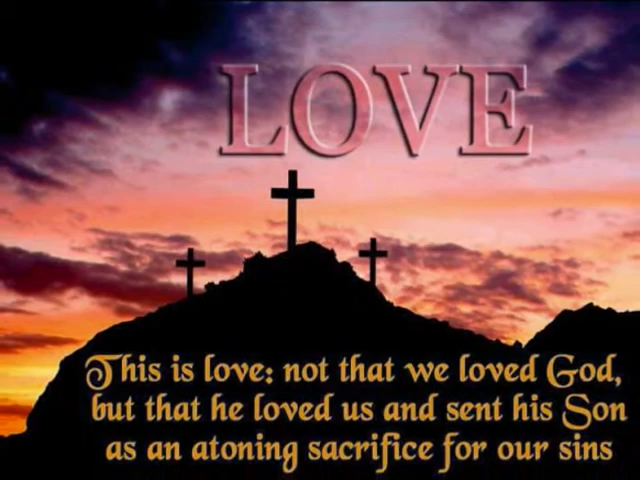 LOVE
This is love: not that we loved God,
but that he loved us and sent his Son
as an atoning sacrifice for our sins